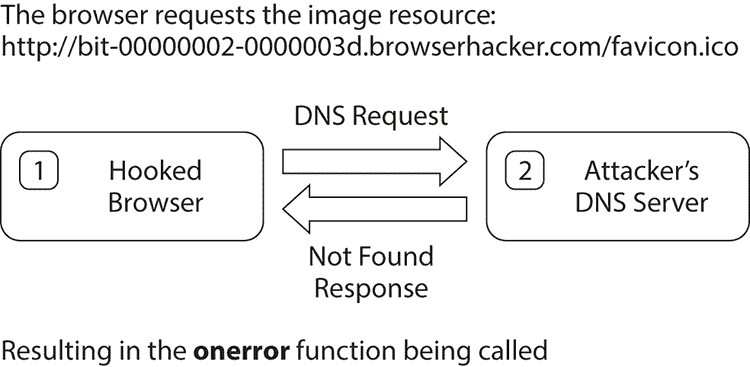 The browser requests the image resource:
http://bit-00000002-0000003d.browserhacker.com/favicon.ico
DNS Request
1 Hooked
Browser
2 Attacker's
DNS Server
Not Found
Response
Resulting in the onerror function being called